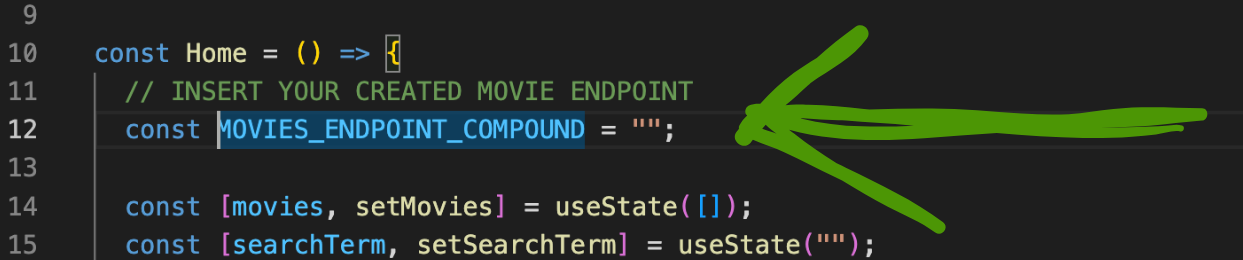 9
10 const Home = () => {
11 // INSERT YOUR CREATED MOVIE ENDPOINT
12 const MOVIES_ENDPOINT_COMPOUND = "";
13
14 const [movies, setMovies] = useState([]);
15 const [searchTerm, setSearchTerm] = useState("");